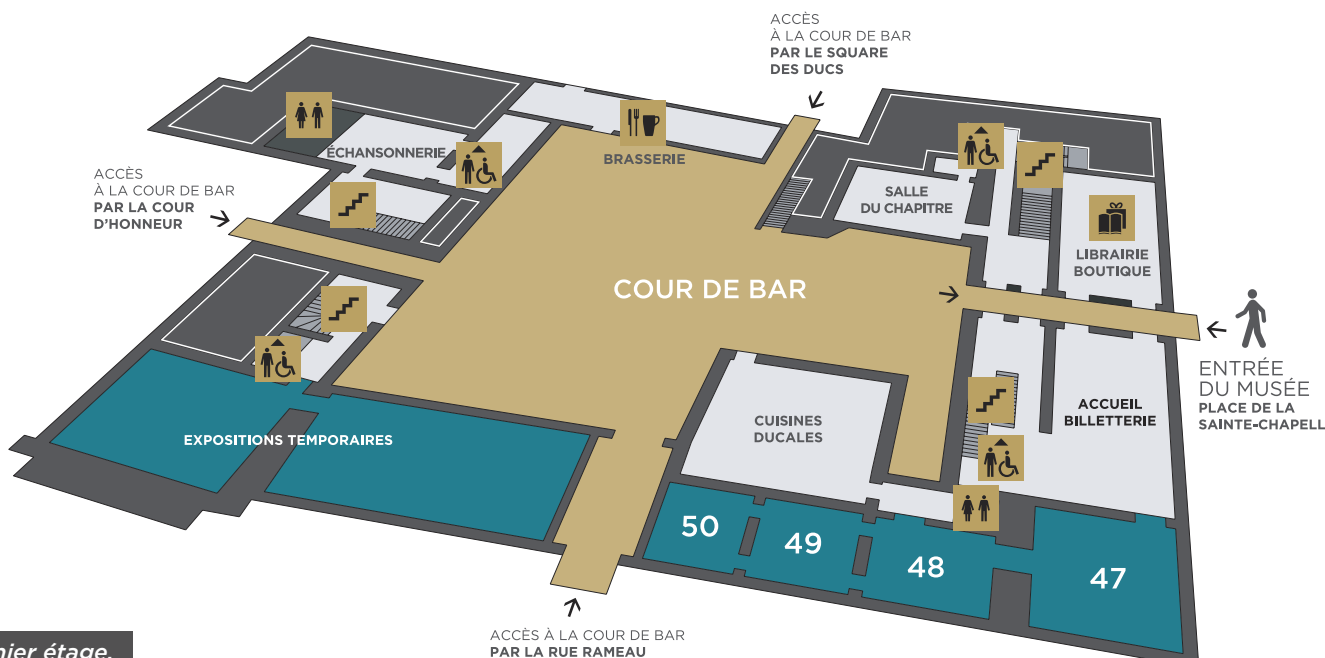 ACCÈS
À LA COUR DE BAR
PAR LE SQUARE
DES DUCS
ÉCHANSONNERIE
BRASSERIE
ACCÈS
À LA COUR DE BAR
PAR LA COUR
D'HONNEUR
SALLE
DU CHAPITRE
LIBRAIRIE
BOUTIQUE
COUR DE BAR
ENTRÉE
DU MUSÉE
PLACE DE LA
SAINTE-CHAPELL
ACCUEIL
BILLETTERIE
CUISINES
DUCALES
EXPOSITIONS TEMPORAIRES
50
49
48
47
ACCÈS À LA COUR DE BAR
PAR LA RUE RAMEAU
nier étage.